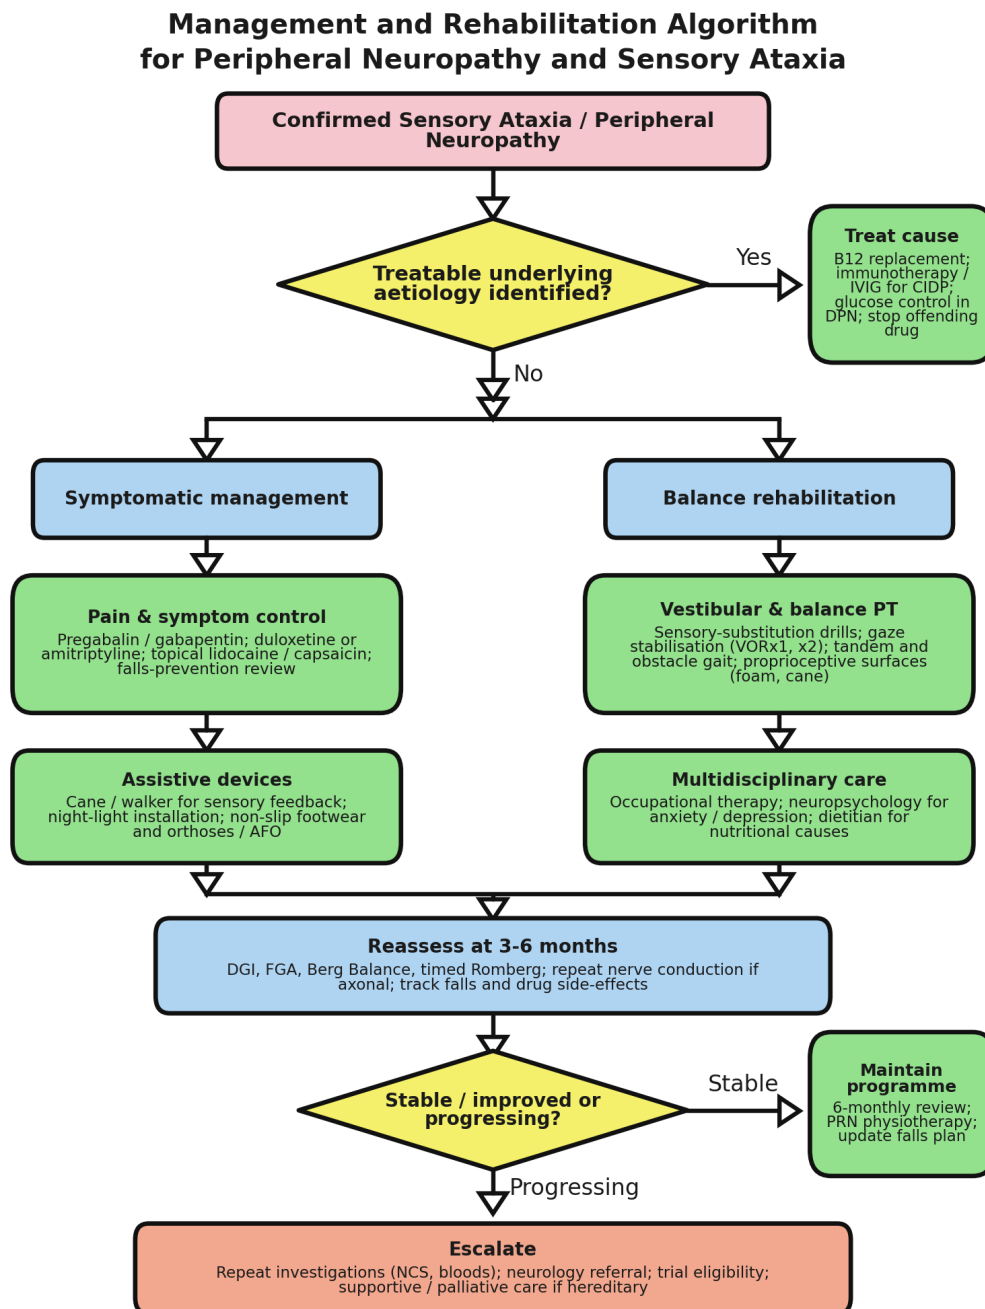 Management and Rehabilitation Algorithm
for Peripheral Neuropathy and Sensory Ataxia
Confirmed Sensory Ataxia / Peripheral
Neuropathy
Treatable underlying
aetiology identified?
Yes
Treat cause
B12 replacement;
immunotherapy /
IVIG for CIDP;
glucose control in
DPN; stop offending
drug
No
Symptomatic management
Balance rehabilitation
Pain & symptom control
Pregabalin / gabapentin; duloxetine or
amitriptyline; topical lidocaine / capsaicin;
falls-prevention review
Vestibular & balance PT
Sensory-substitution drills; gaze
stabilisation (VORx1, x2); tandem and
obstacle gait; proprioceptive surfaces
(foam, cane)
Assistive devices
Cane / walker for sensory feedback;
night-light installation; non-slip footwear
and orthoses / AFO
Multidisciplinary care
Occupational therapy; neuropsychology for
anxiety / depression; dietitian for
nutritional causes
Reassess at 3-6 months
DGI, FGA, Berg Balance, timed Romberg; repeat nerve conduction if
axonal; track falls and drug side-effects
Stable / improved or
progressing?
Stable
Maintain
programme
6-monthly review;
PRN physiotherapy;
update falls plan
Progressing
Escalate
Repeat investigations (NCS, bloods); neurology referral; trial eligibility;
supportive / palliative care if hereditary